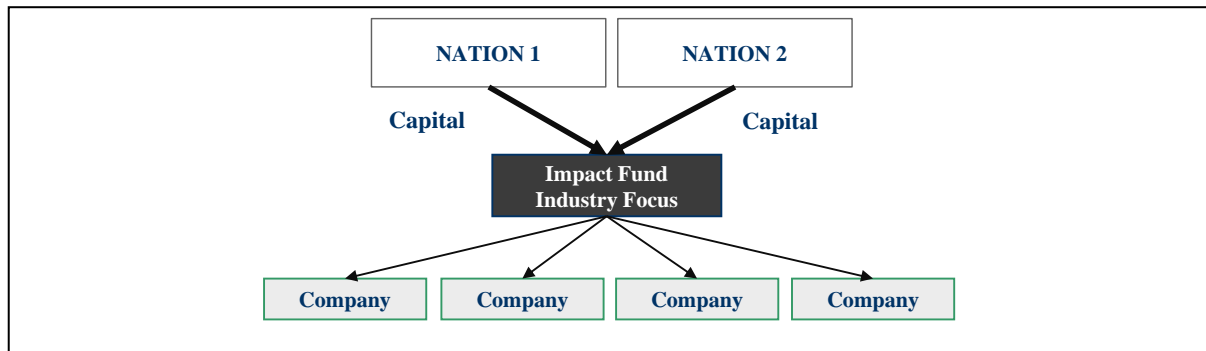 NATION 1
NATION 2
Capital
Capital
Impact Fund
Industry Focus
Company
Company
Company
Company